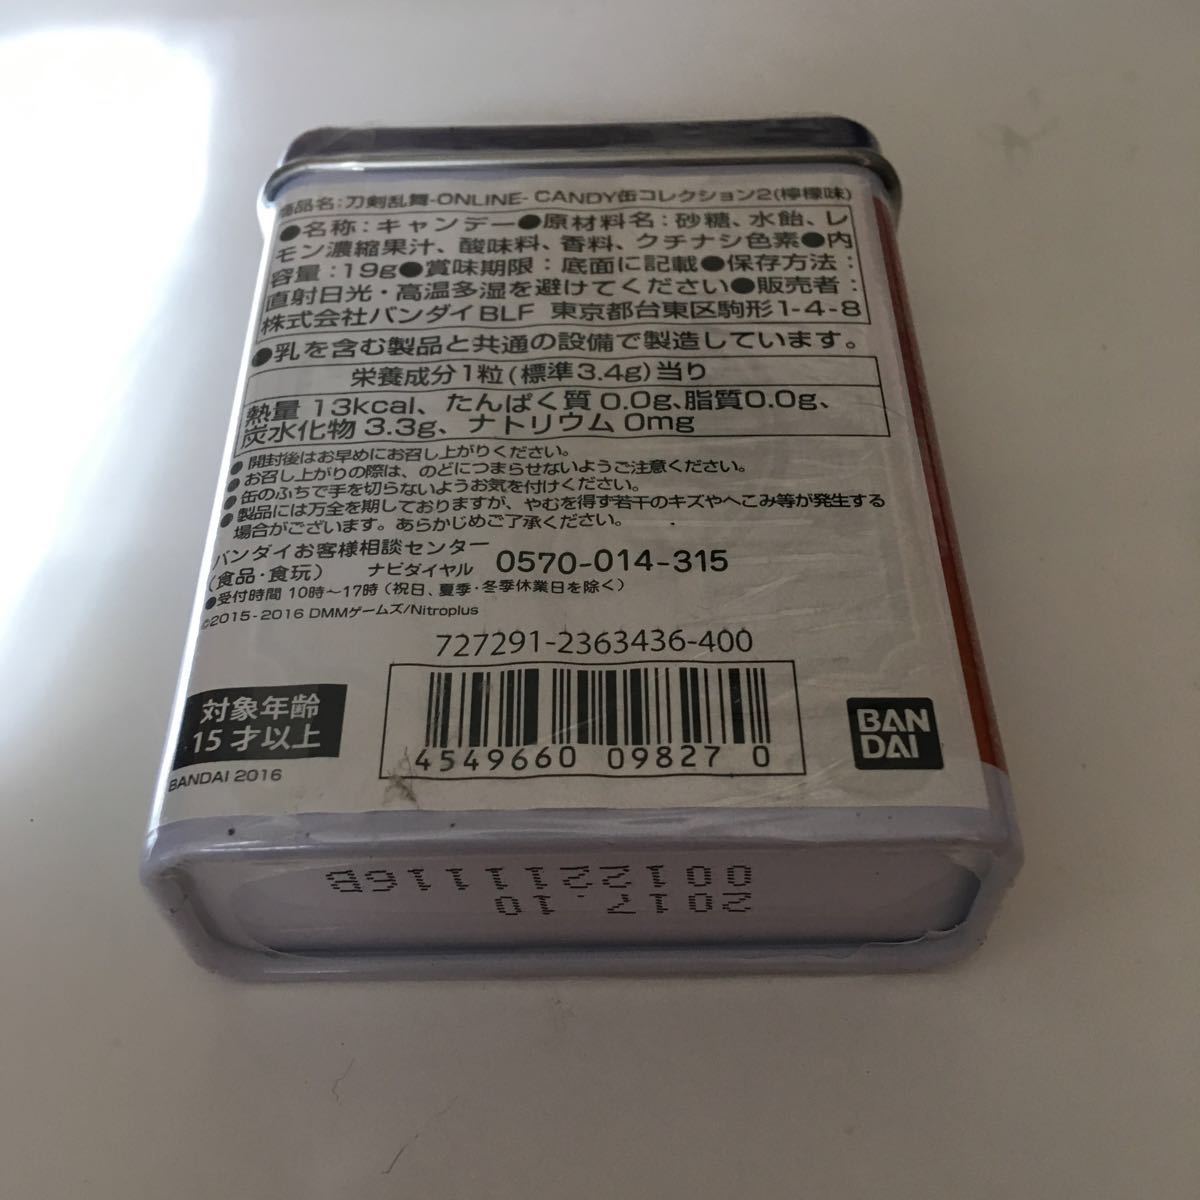 商品名:刀剣乱舞-ONLINE- CANDY缶コレクション2(檸檬味)
●名称:キャンデー●原材料名:砂糖、水飴、レ
モン濃縮果汁、酸味料、香料、クチナシ色素●内
容量:19g●賞味期限:底面に記載●保存方法:
直射日光・高温多湿を避けてください●販売者:
株式会社バンダイBLF 東京都台東区駒形1-4-8
●乳を含む製品と共通の設備で製造しています。
栄養成分1粒(標準3.4g)当り
熱量 13kcal、たんぱく質 0.0g、脂質0.0g、
炭水化物 3.3g、ナトリウム 0mg
●開封後はお早めにお召し上がりください。
●お召し上がりの際は、のどにつまらせないようご注意ください。
●缶のふちで手を切らないようお気を付けください。
●製品には万全を期しておりますが、やむを得ず若干のキズやへこみ等が発生する
場合がございます。あらかじめご了承ください。
バンダイお客様相談センター
(食品・食玩) ナビダイヤル 0570-014-315
●受付時間 10時〜17時(祝日、夏季・冬季休業日を除く)
©2015-2016 DMMゲームズ/Nitroplus
727291-2363436-400
対象年齢
15才以上
BANDAI 2016
4549660 09827 0
BAN
DAI
2017.10
00122111116B